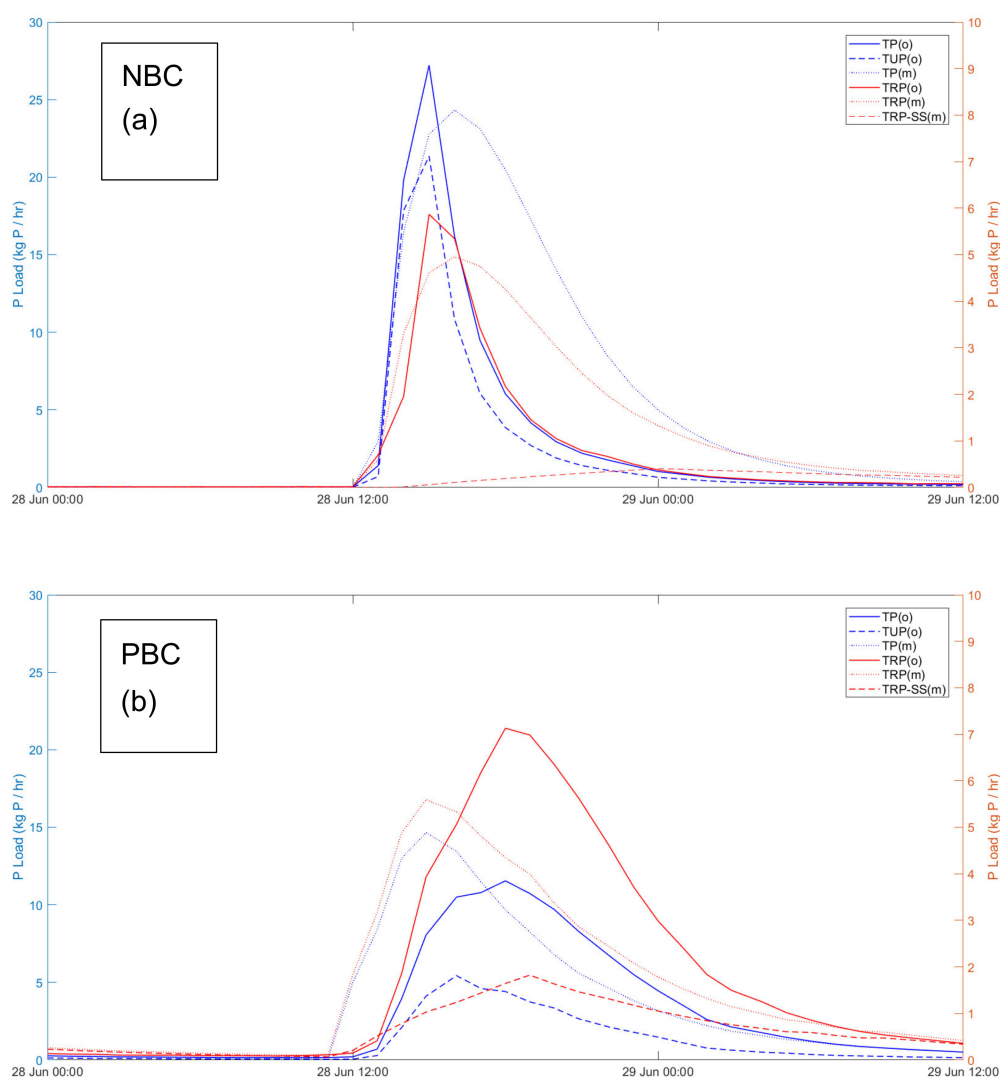 NBC
(a)
30
25
20
15
10
5
0
P Load (kg P / hr)
10
9
8
7
6
5
4
3
2
1
0
P Load (kg P / hr)
TP(o)
TUP(o)
TP(m)
TRP(o)
TRP(m)
TRP-SS(m)
28 Jun 00:00
28 Jun 12:00
29 Jun 00:00
29 Jun 12:00
PBC
(b)
30
25
20
15
10
5
0
P Load (kg P / hr)
10
9
8
7
6
5
4
3
2
1
0
P Load (kg P / hr)
TP(o)
TUP(o)
TP(m)
TRP(o)
TRP(m)
TRP-SS(m)
28 Jun 00:00
28 Jun 12:00
29 Jun 00:00
29 Jun 12:00